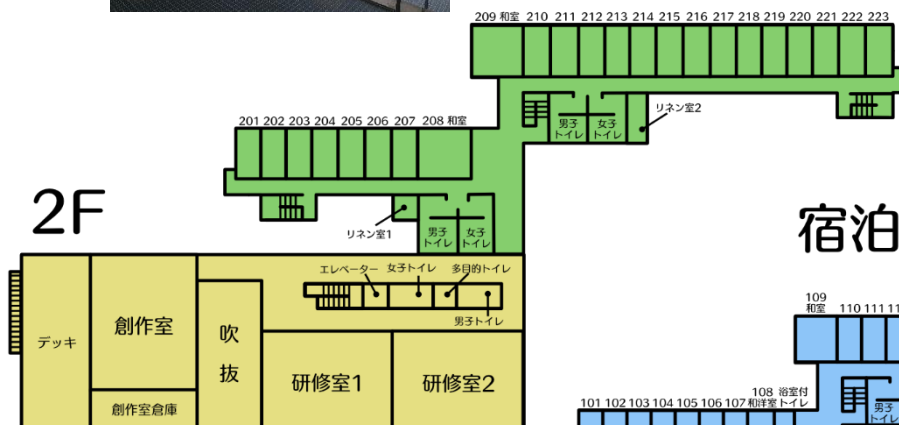 209 和室 210 211 212 213 214 215 216 217 218 219 220 221 222 223
男子
トイレ
女子
トイレ
リネン室2
201 202 203 204 205 206 207 208 和室
2F
リネン室1
男子
トイレ
女子
トイレ
宿泊
エレベーター 女子トイレ 多目的トイレ
男子トイレ
デッキ
創作室
吹
抜
研修室1
研修室2
創作室倉庫
109
和室
110 111
108 浴室付
101 102 103 104 105 106 107 和洋室 トイレ
男子
トイレ